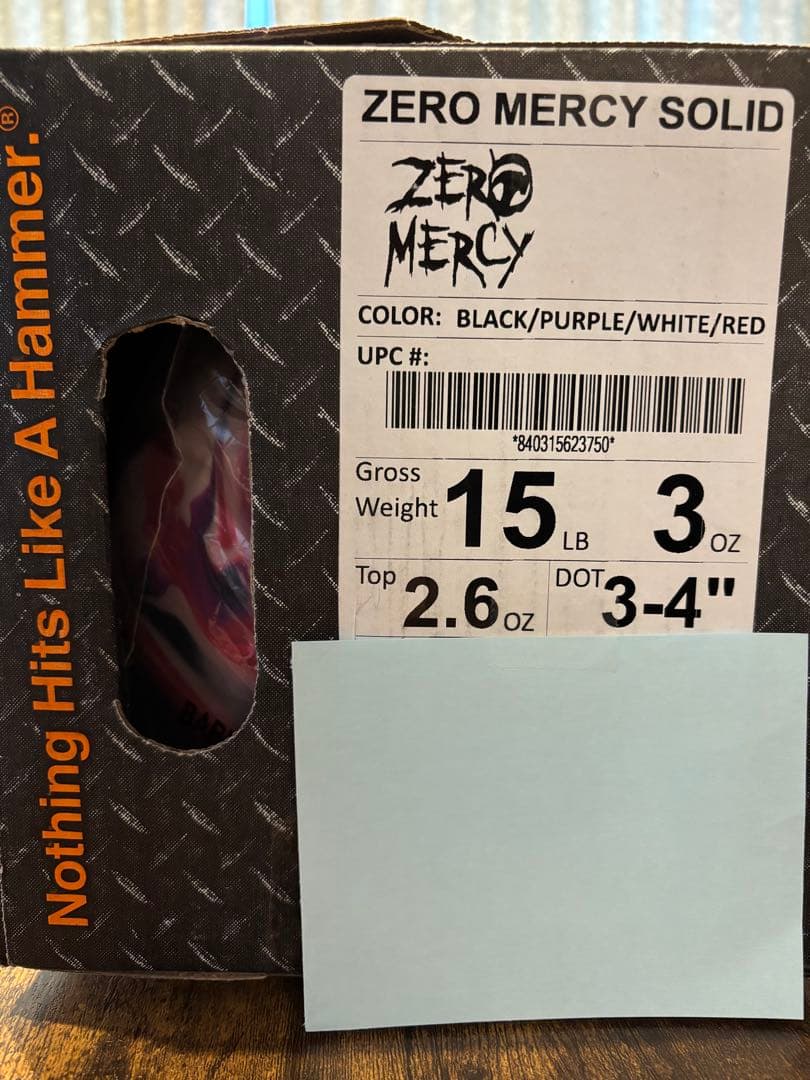 Nothing Hits Like A Hammer.®
ZERO MERCY SOLID
ZERO
MERCY
COLOR: BLACK/PURPLE/WHITE/RED
UPC #:
*840315623750*
Gross
Weight
15 LB 3 OZ
Top 2.6 OZ DOT 3-4"